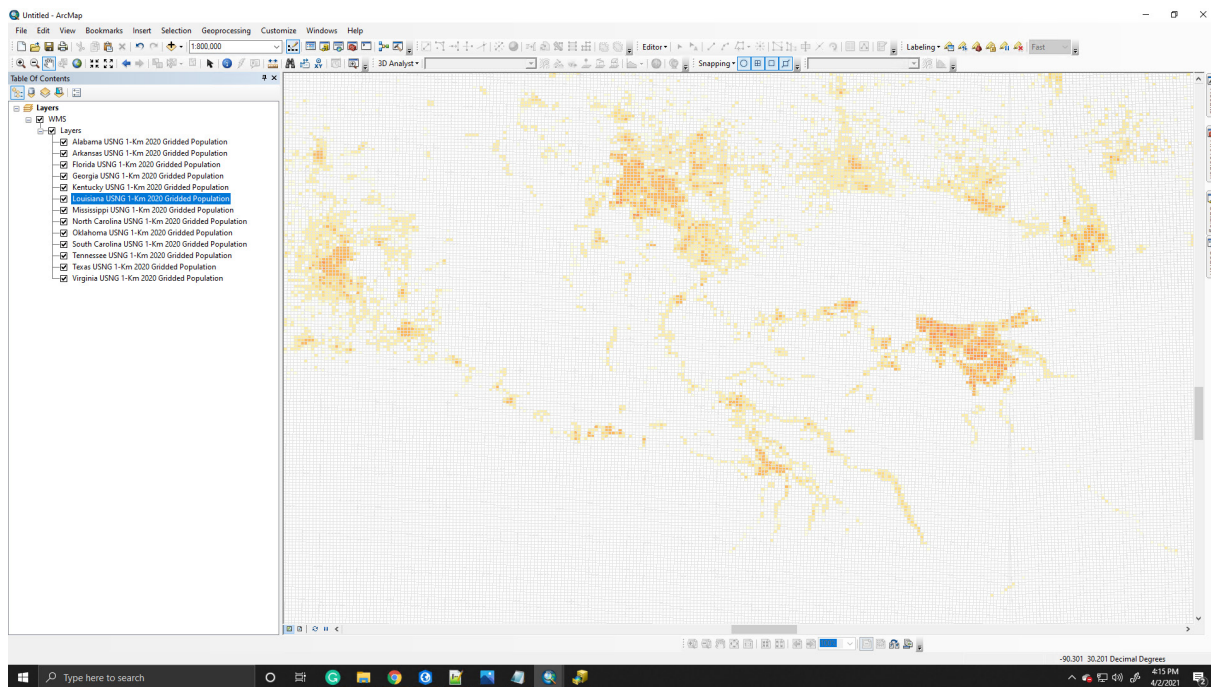 Untitled - ArcMap
File Edit View Bookmarks Insert Selection Geoprocessing Customize Windows Help
1:800,000 Editor Labeling Fast
3D Analyst Snapping
Table Of Contents
Layers
WMS
Layers
Alabama USNG 1-Km 2020 Gridded Population
Arkansas USNG 1-Km 2020 Gridded Population
Florida USNG 1-Km 2020 Gridded Population
Georgia USNG 1-Km 2020 Gridded Population
Kentucky USNG 1-Km 2020 Gridded Population
Louisiana USNG 1-Km 2020 Gridded Population
Mississippi USNG 1-Km 2020 Gridded Population
North Carolina USNG 1-Km 2020 Gridded Population
Oklahoma USNG 1-Km 2020 Gridded Population
South Carolina USNG 1-Km 2020 Gridded Population
Tennessee USNG 1-Km 2020 Gridded Population
Texas USNG 1-Km 2020 Gridded Population
Virginia USNG 1-Km 2020 Gridded Population
-90.301 30.201 Decimal Degrees
Type here to search
4:15 PM
4/2/2021